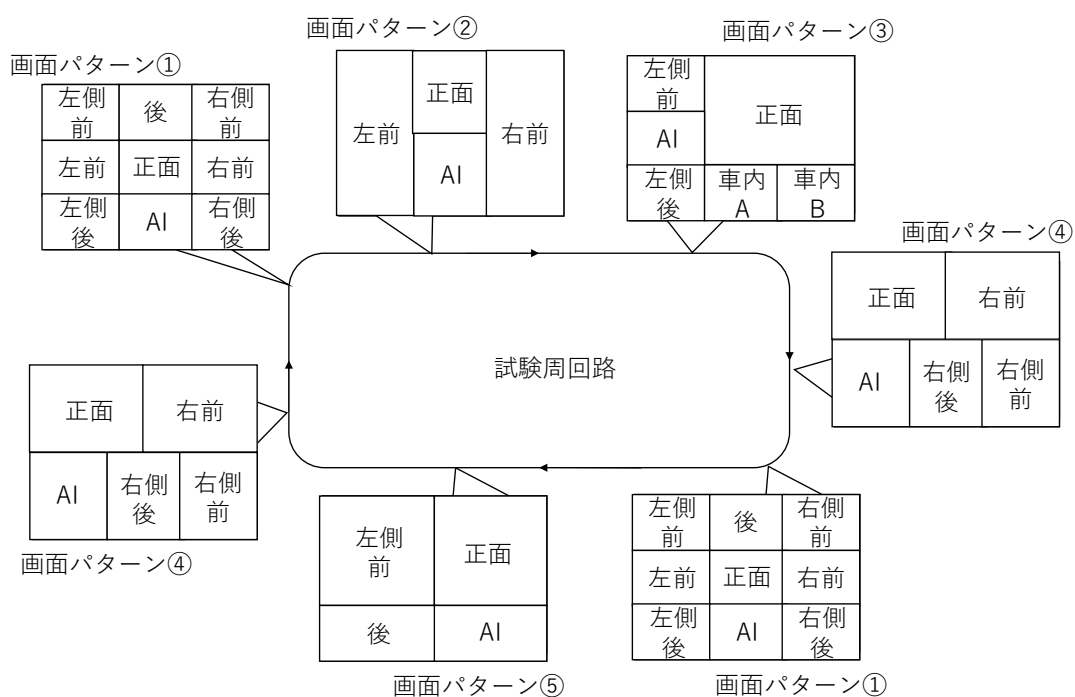 画面パターン①
左側
前
後
右側
前
左前
正面
右前
左側
後
AI
右側
後
画面パターン②
左前
正面
AI
右前
画面パターン③
左側
前
正面
AI
左側
後
車内
A
車内
B
画面パターン④
正面
右前
AI
右側
後
右側
前
試験周回路
正面
右前
AI
右側
後
右側
前
画面パターン④
左側
前
正面
後
AI
画面パターン⑤
左側
前
後
右側
前
左前
正面
右前
左側
後
AI
右側
後
画面パターン①